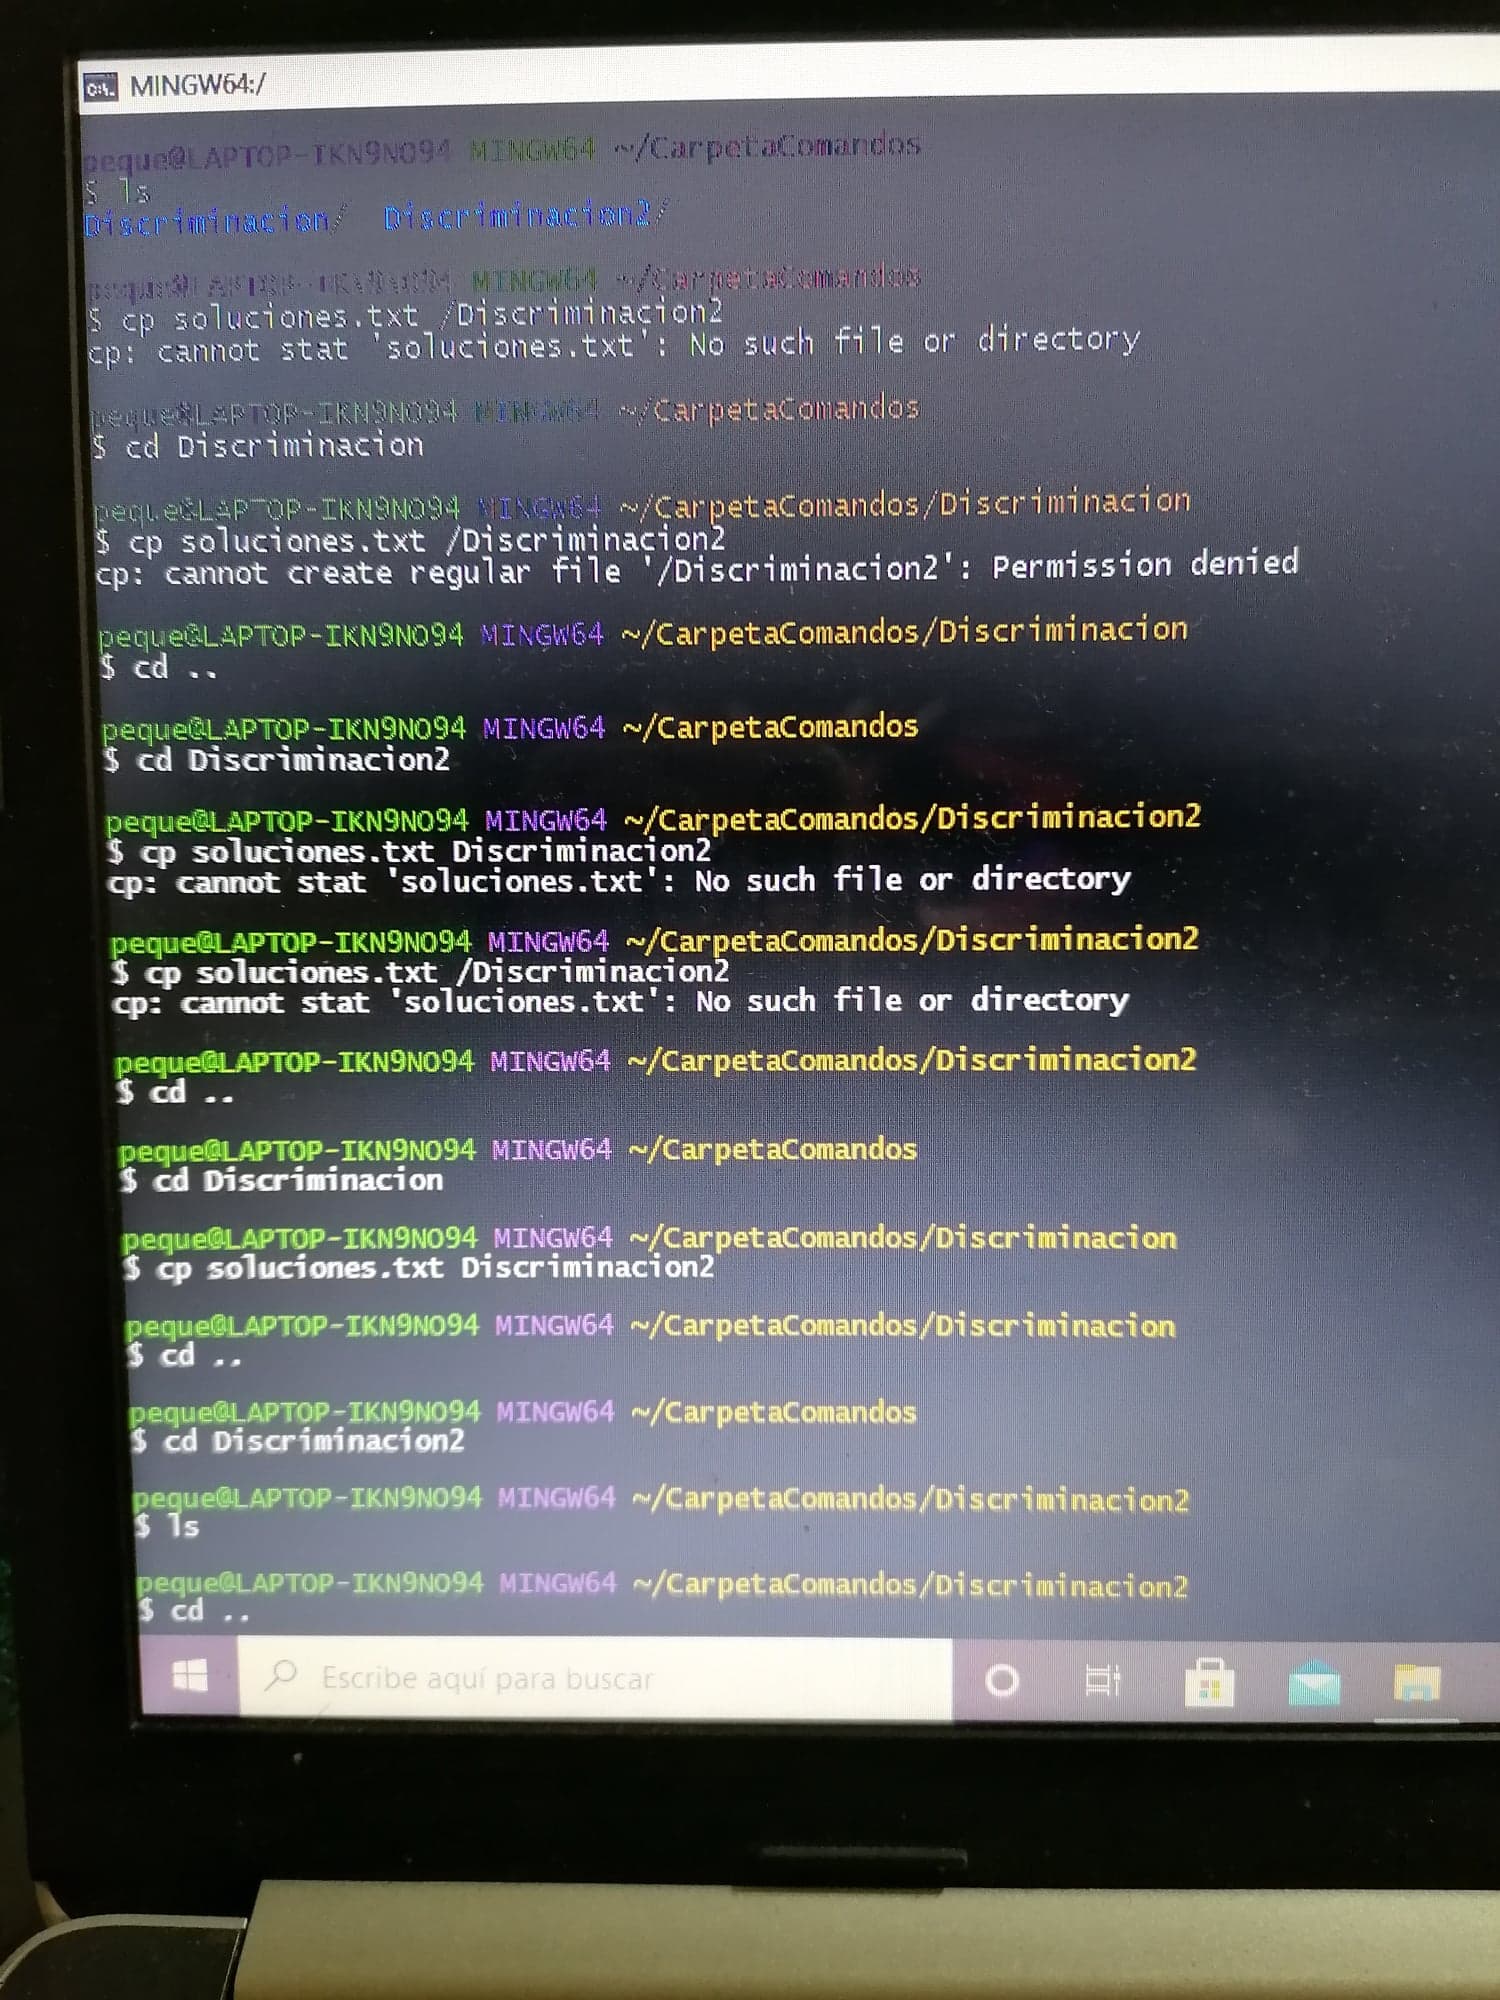 MINGW64:/
peque@LAPTOP-IKN9NO94 MINGW64 ~/CarpetaComandos
$ ls
Discriminacion/  Discriminacion2/
peque@LAPTOP-IKN9NO94 MINGW64 ~/CarpetaComandos
$ cp soluciones.txt /Discriminacion2
cp: cannot stat 'soluciones.txt': No such file or directory
peque@LAPTOP-IKN9NO94 MINGW64 ~/CarpetaComandos
$ cd Discriminacion
peque@LAPTOP-IKN9NO94 MINGW64 ~/CarpetaComandos/Discriminacion
$ cp soluciones.txt /Discriminacion2
cp: cannot create regular file '/Discriminacion2': Permission denied
peque@LAPTOP-IKN9NO94 MINGW64 ~/CarpetaComandos/Discriminacion
$ cd ..
peque@LAPTOP-IKN9NO94 MINGW64 ~/CarpetaComandos
$ cd Discriminacion2
peque@LAPTOP-IKN9NO94 MINGW64 ~/CarpetaComandos/Discriminacion2
$ cp soluciones.txt Discriminacion2
cp: cannot stat 'soluciones.txt': No such file or directory
peque@LAPTOP-IKN9NO94 MINGW64 ~/CarpetaComandos/Discriminacion2
$ cp soluciones.txt /Discriminacion2
cp: cannot stat 'soluciones.txt': No such file or directory
peque@LAPTOP-IKN9NO94 MINGW64 ~/CarpetaComandos/Discriminacion2
$ cd ..
peque@LAPTOP-IKN9NO94 MINGW64 ~/CarpetaComandos
$ cd Discriminacion
peque@LAPTOP-IKN9NO94 MINGW64 ~/CarpetaComandos/Discriminacion
$ cp soluciones.txt Discriminacion2
peque@LAPTOP-IKN9NO94 MINGW64 ~/CarpetaComandos/Discriminacion
$ cd ..
peque@LAPTOP-IKN9NO94 MINGW64 ~/CarpetaComandos
$ cd Discriminacion2
peque@LAPTOP-IKN9NO94 MINGW64 ~/CarpetaComandos/Discriminacion2
$ ls
peque@LAPTOP-IKN9NO94 MINGW64 ~/CarpetaComandos/Discriminacion2
$ cd ..
Escribe aquí para buscar